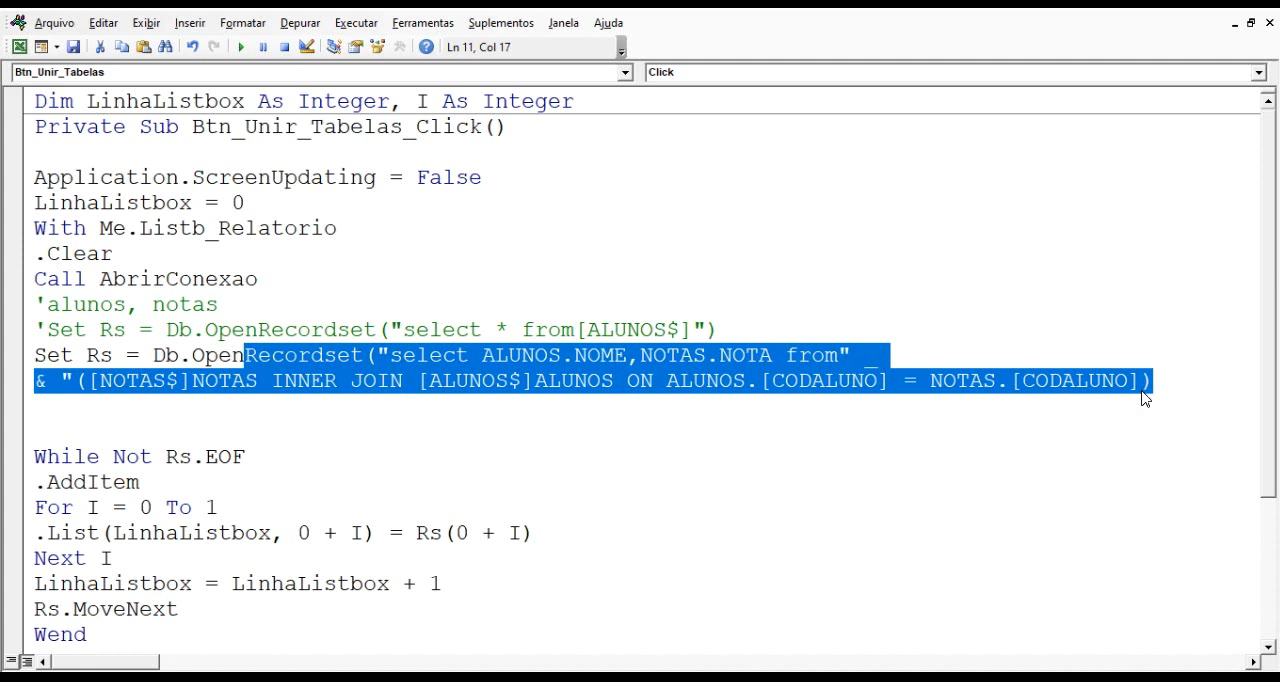 Arquivo Editar Exibir Inserir Formatar Depurar Executar Ferramentas Suplementos Janela Ajuda
Ln 11, Col 17
Btn_Unir_Tabelas Click
Dim LinhaListbox As Integer, I As Integer
Private Sub Btn_Unir_Tabelas_Click()
Application.ScreenUpdating = False
LinhaListbox = 0
With Me.Listb_Relatorio
.Clear
Call AbrirConexao
'alunos, notas
'Set Rs = Db.OpenRecordset("select * from[ALUNOS$]")
Set Rs = Db.OpenRecordset("select ALUNOS.NOME,NOTAS.NOTA from" _
& "([NOTAS$]NOTAS INNER JOIN [ALUNOS$]ALUNOS ON ALUNOS.[CODALUNO] = NOTAS.[CODALUNO])
While Not Rs.EOF
.AddItem
For I = 0 To 1
.List(LinhaListbox, 0 + I) = Rs(0 + I)
Next I
LinhaListbox = LinhaListbox + 1
Rs.MoveNext
Wend